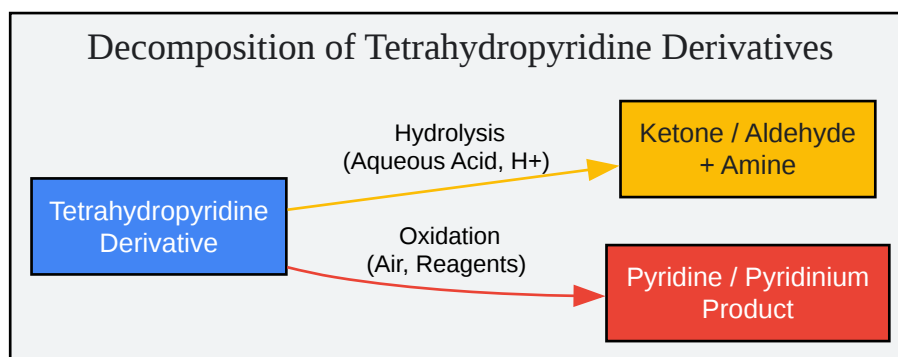 Decomposition of Tetrahydropyridine Derivatives
Hydrolysis
(Aqueous Acid, H+)
Ketone / Aldehyde
+ Amine
Tetrahydropyridine
Derivative
Oxidation
(Air, Reagents)
Pyridine / Pyridinium
Product